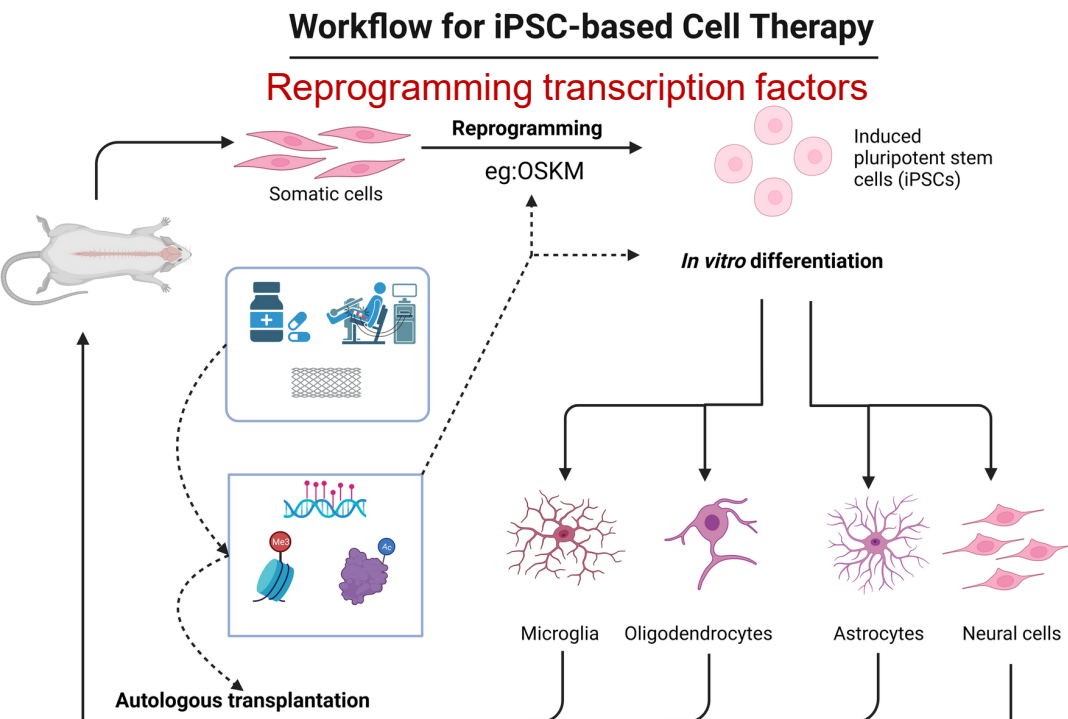 Workflow for iPSC-based Cell Therapy
Reprogramming transcription factors
Reprogramming
eg:OSKM
Somatic cells
Induced
pluripotent stem
cells (iPSCs)
In vitro differentiation
Me3
Ac
Microglia
Oligodendrocytes
Astrocytes
Neural cells
Autologous transplantation